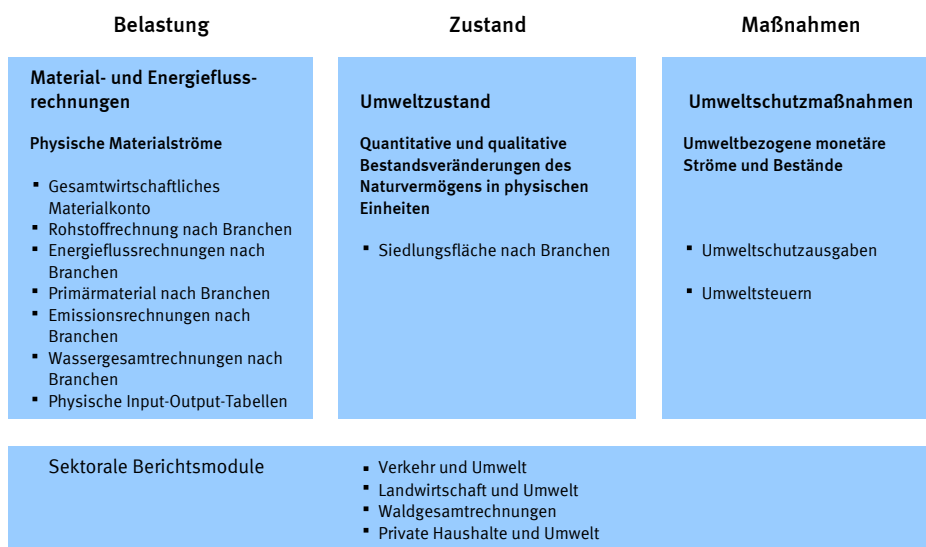 Belastung
Material- und Energiefluss-
rechnungen
Physische Materialströme
▪ Gesamtwirtschaftliches
Materialkonto
▪ Rohstoffrechnung nach Branchen
▪ Energieflussrechnungen nach
Branchen
▪ Primärmaterial nach Branchen
▪ Emissionsrechnungen nach
Branchen
▪ Wassergesamtrechnungen nach
Branchen
▪ Physische Input-Output-Tabellen
Zustand
Umweltzustand
Quantitative und qualitative
Bestandsveränderungen des
Naturvermögens in physischen
Einheiten
▪ Siedlungsfläche nach Branchen
Maßnahmen
Umweltschutzmaßnahmen
Umweltbezogene monetäre
Ströme und Bestände
▪ Umweltschutzausgaben
▪ Umweltsteuern
Sektorale Berichtsmodule
▪ Verkehr und Umwelt
▪ Landwirtschaft und Umwelt
▪ Waldgesamtrechnungen
▪ Private Haushalte und Umwelt